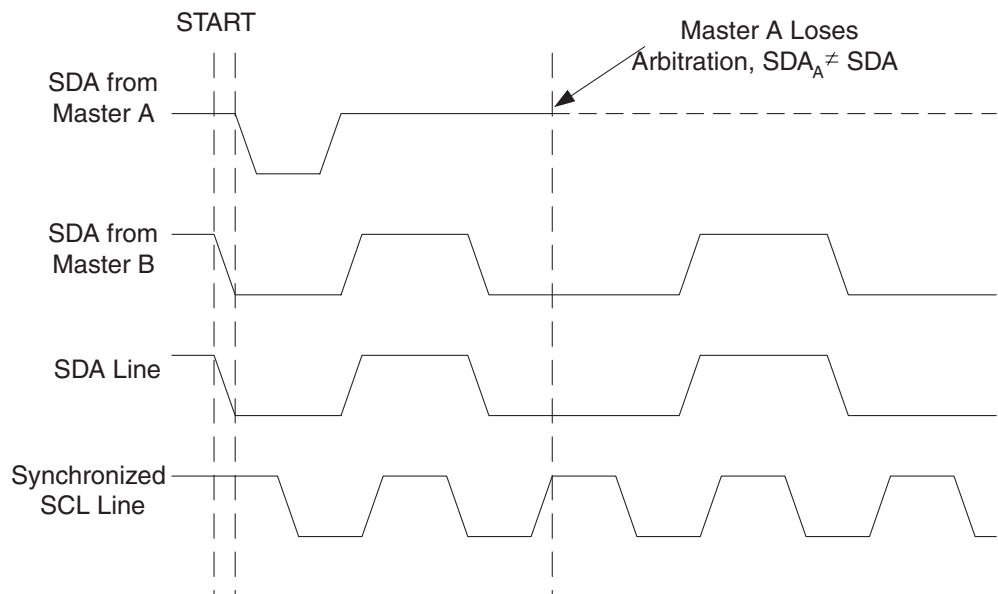 START
Master A Loses
Arbitration, SDA_A ≠ SDA
SDA from
Master A
SDA from
Master B
SDA Line
Synchronized
SCL Line